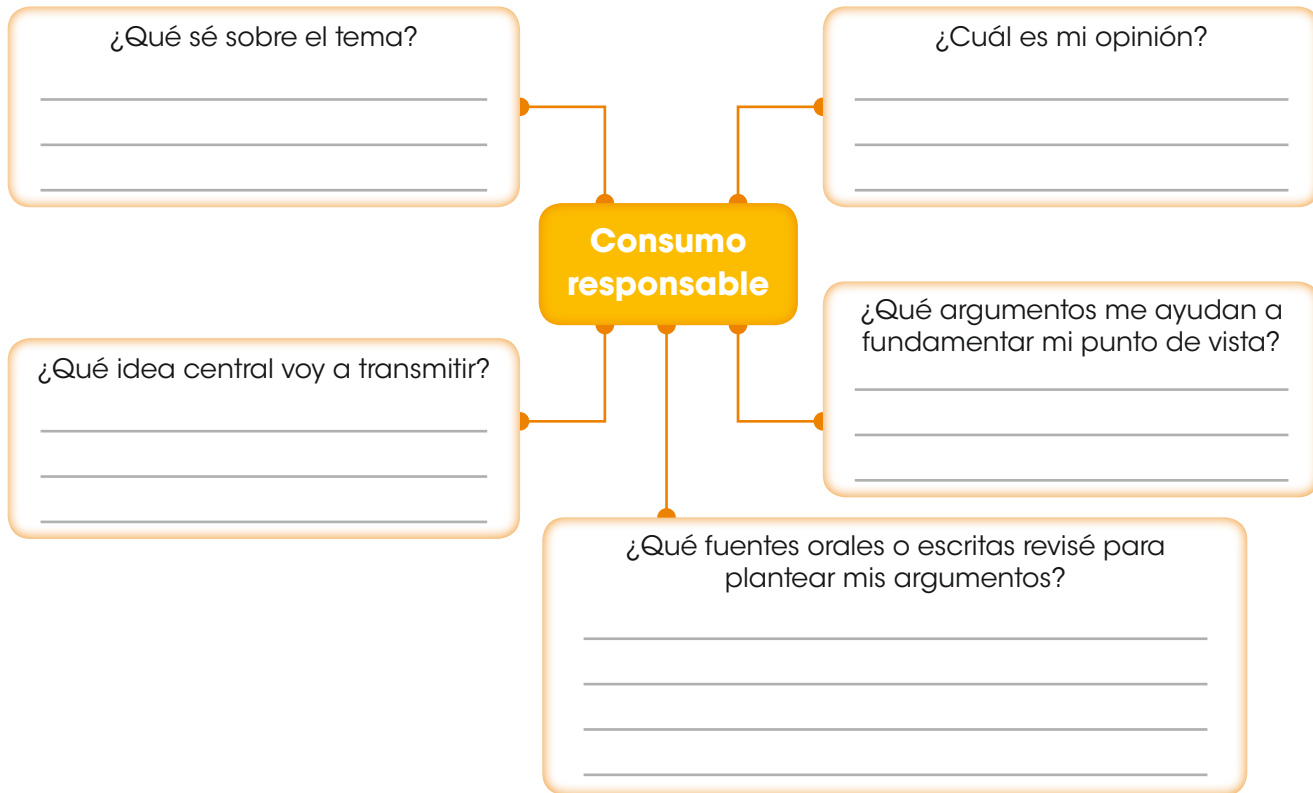 ¿Qué sé sobre el tema?
¿Cuál es mi opinión?
Consumo
responsable
¿Qué idea central voy a transmitir?
¿Qué argumentos me ayudan a
fundamentar mi punto de vista?
¿Qué fuentes orales o escritas revisé para
plantear mis argumentos?